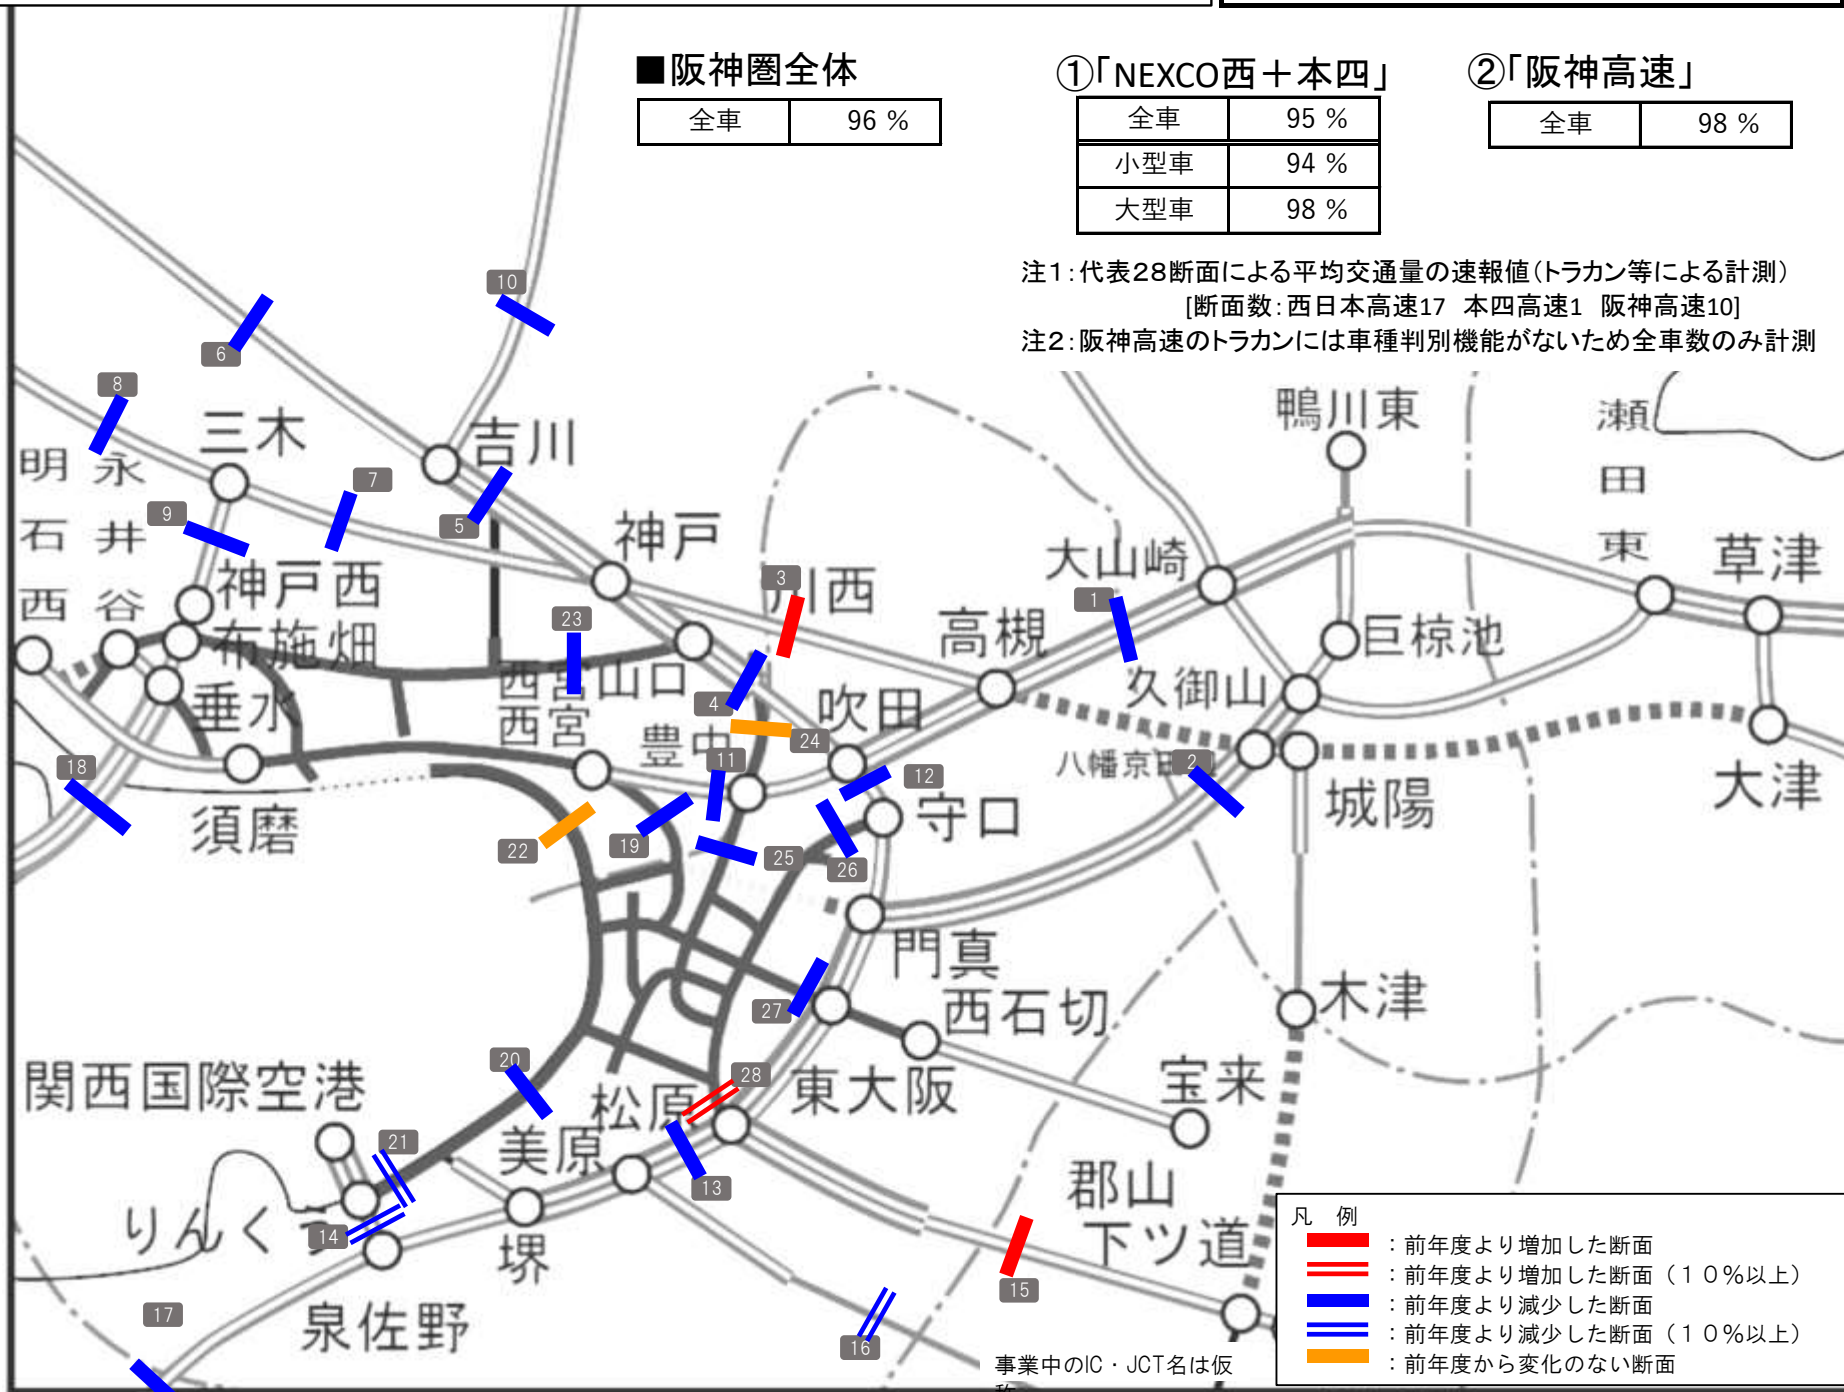 ■阪神圏全体
全車 96 %
①｢NEXCO西＋本四｣
全車 95 %
小型車 94 %
大型車 98 %
②｢阪神高速｣
全車 98 %
注1：代表28断面による平均交通量の速報値（トラカン等による計測）
[断面数：西日本高速17 本四高速1 阪神高速10]
注2：阪神高速のトラカンには車種判別機能がないため全車数のみ計測
10
6
8
三木
吉川
鴨川東
瀬田東
明石西
永井谷
7
9
5
神戸
大山崎
草津
神戸西
3
川西
1
高槻
23
布施畑
巨椋池
西宮山口
久御山
垂水
4
吹田
西宮
豊中
24
11
八幡京田
2
18
12
大津
須磨
守口
城陽
22
19
25
26
門真
木津
27
西石切
関西国際空港
20
松原
28
東大阪
宝来
21
美原
13
郡山
下ツ道
りんくう
14
堺
15
17
泉佐野
16
事業中のIC・JCT名は仮
称
凡 例
：前年度より増加した断面
：前年度より増加した断面（１０％以上）
：前年度より減少した断面
：前年度より減少した断面（１０％以上）
：前年度から変化のない断面